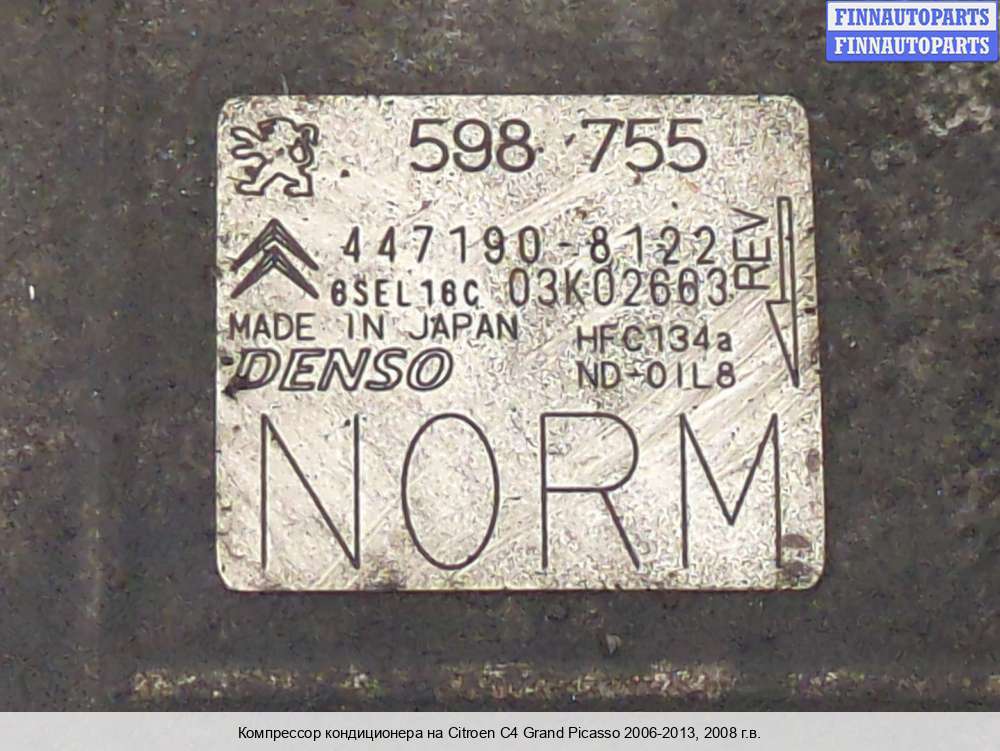 FINNAUTOPARTS
FINNAUTOPARTS
598 755
447190-8122
6SEL16C 03K02663
REV
MADE IN JAPAN
HFC134a
DENSO
ND-OIL8
NORM
Компрессор кондиционера на Citroen C4 Grand Picasso 2006-2013, 2008 г.в.